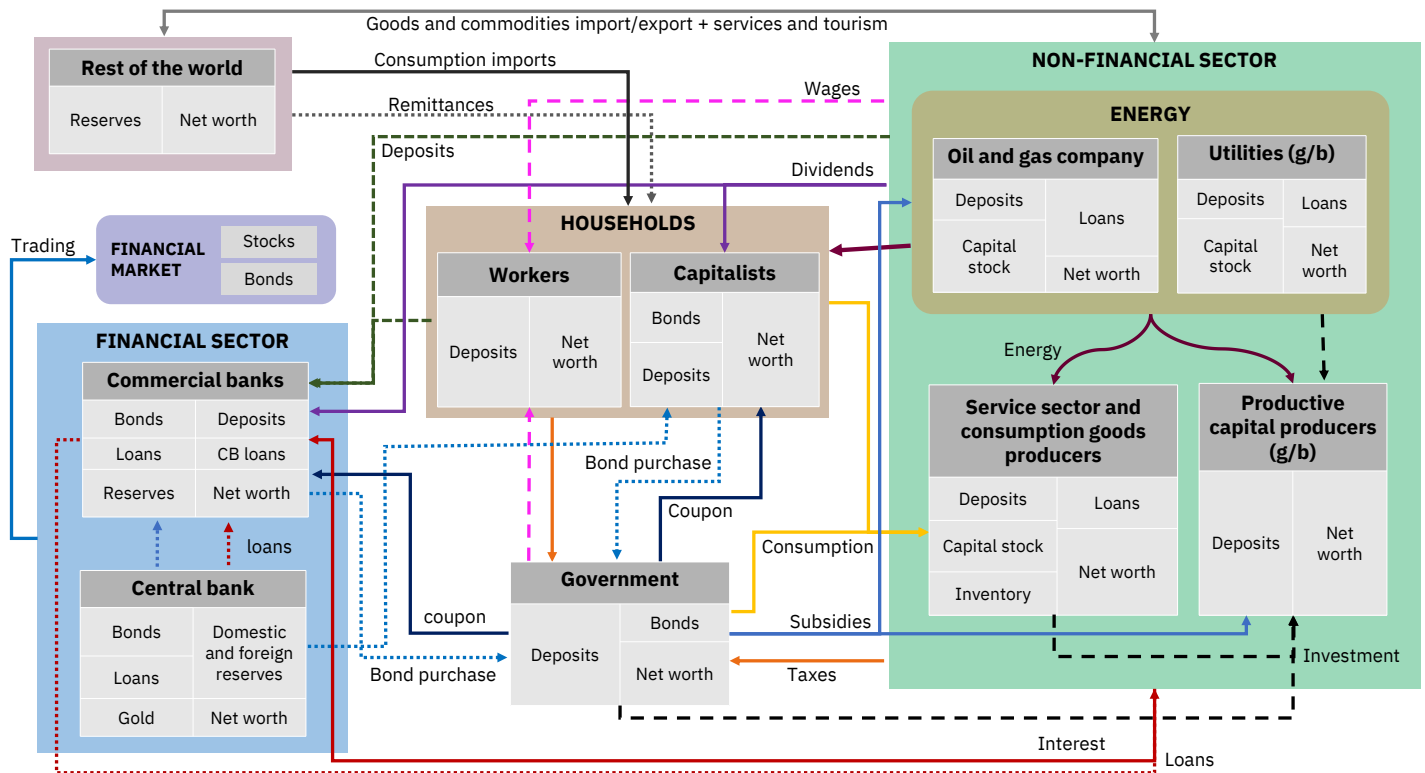 Goods and commodities import/export + services and tourism
Rest of the world
Reserves
Net worth
Consumption imports
Remittances
Deposits
Wages
Dividends
NON-FINANCIAL SECTOR
ENERGY
Oil and gas company
Deposits
Capital
stock
Loans
Net worth
Utilities (g/b)
Deposits
Capital
stock
Loans
Net
worth
Trading
FINANCIAL
MARKET
Stocks
Bonds
HOUSEHOLDS
Workers
Deposits
Net
worth
Capitalists
Bonds
Deposits
Net
worth
Energy
FINANCIAL SECTOR
Commercial banks
Bonds
Deposits
Loans
CB loans
Reserves
Net worth
loans
Central bank
Bonds
Loans
Gold
Domestic
and foreign
reserves
Net worth
Bond purchase
Coupon
coupon
Bond purchase
Government
Deposits
Bonds
Net worth
Consumption
Subsidies
Taxes
Service sector and
consumption goods
producers
Deposits
Capital stock
Inventory
Loans
Net worth
Productive
capital producers
(g/b)
Deposits
Net
worth
Investment
Interest
Loans